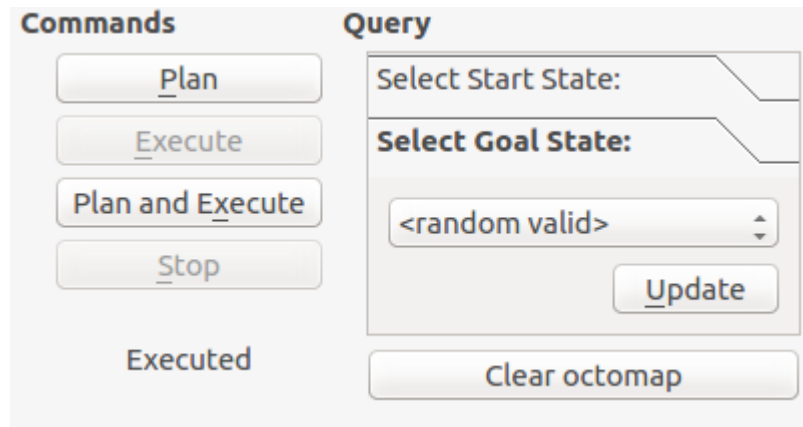 Commands
Plan
Execute
Plan and Execute
Stop
Executed
Query
Select Start State:
Select Goal State:
<random valid>
Update
Clear octomap